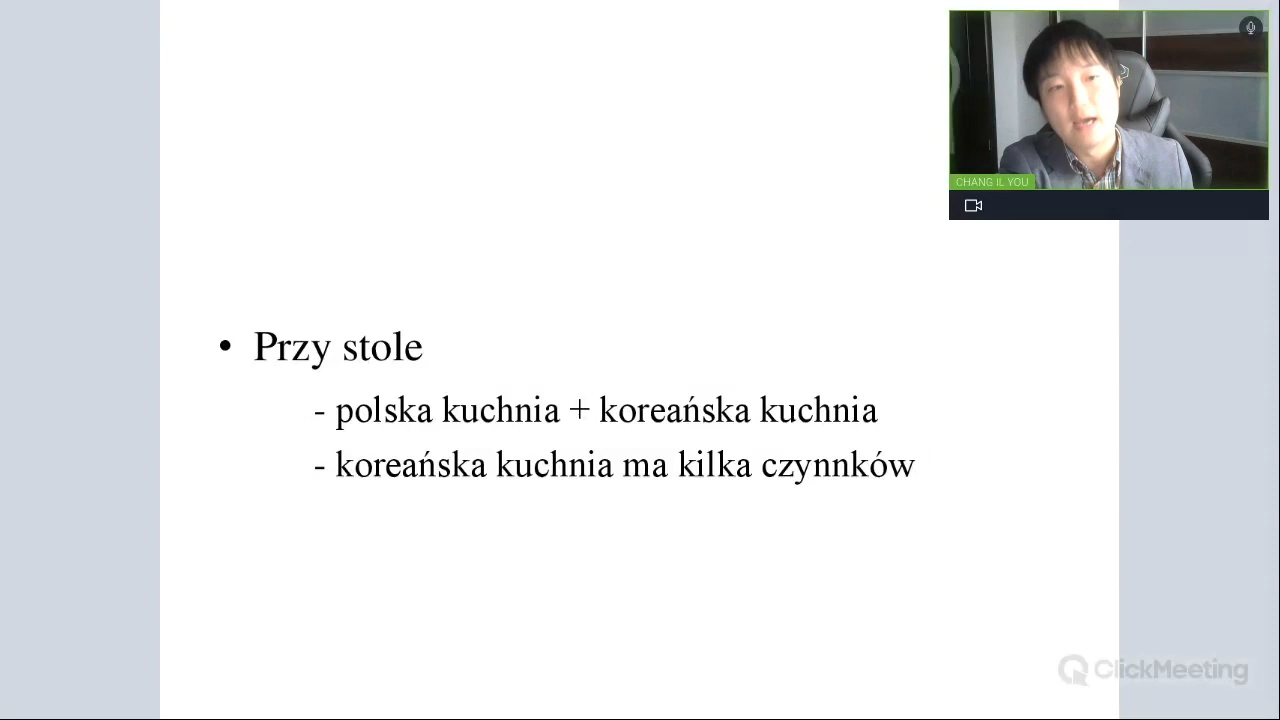 CHANG IL YOU
• Przy stole
- polska kuchnia + koreańska kuchnia
- koreańska kuchnia ma kilka czynnków
ClickMeeting